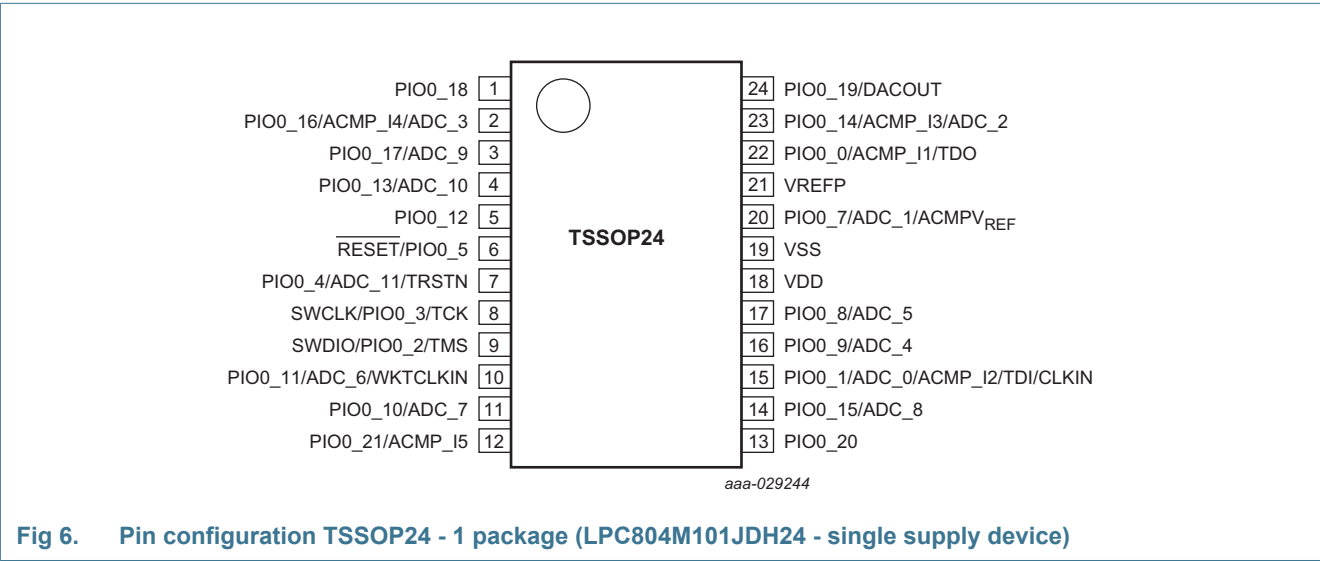 PIO0_18 1
PIO0_16/ACMP_I4/ADC_3 2
PIO0_17/ADC_9 3
PIO0_13/ADC_10 4
PIO0_12 5
RESET/PIO0_5 6
PIO0_4/ADC_11/TRSTN 7
SWCLK/PIO0_3/TCK 8
SWDIO/PIO0_2/TMS 9
PIO0_11/ADC_6/WKTCLKIN 10
PIO0_10/ADC_7 11
PIO0_21/ACMP_I5 12
TSSOP24
24 PIO0_19/DACOUT
23 PIO0_14/ACMP_I3/ADC_2
22 PIO0_0/ACMP_I1/TDO
21 VREFP
20 PIO0_7/ADC_1/ACMPVREF
19 VSS
18 VDD
17 PIO0_8/ADC_5
16 PIO0_9/ADC_4
15 PIO0_1/ADC_0/ACMP_I2/TDI/CLKIN
14 PIO0_15/ADC_8
13 PIO0_20
aaa-029244
Fig 6. Pin configuration TSSOP24 - 1 package (LPC804M101JDH24 - single supply device)